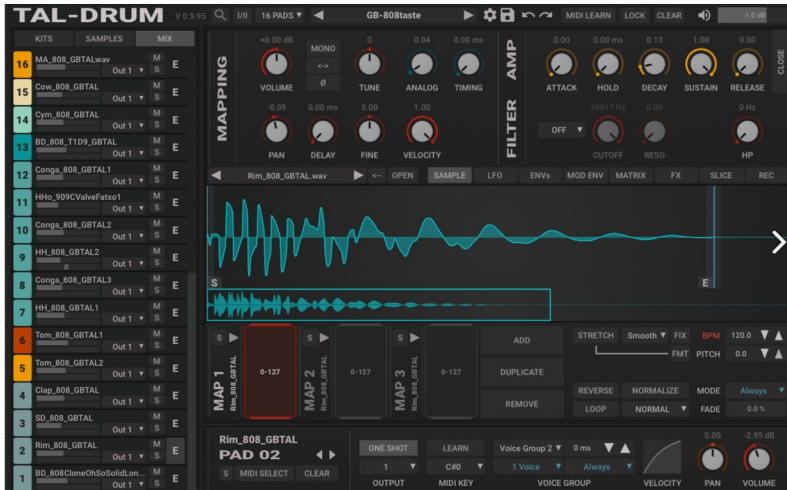 TAL-DRUM V 0.9.95 I/II 16 PADS GB-808taste MIDI LEARN LOCK CLEAR -1.0 dB
KITS SAMPLES MIX
16 MA_808_GBTALwav M S E Out 1
15 Cow_808_GBTAL M S E Out 1
14 Cym_808_GBTAL M S E Out 1
13 BD_808_T1D9_GBTAL M S E Out 1
12 Conga_808_GBTAL1 M S E Out 1
11 HHo_909CValveFatso1 M S E Out 1
10 Conga_808_GBTAL2 M S E Out 1
9 HH_808_GBTAL2 M S E Out 1
8 Conga_808_GBTAL3 M S E Out 1
7 HH_808_GBTAL1 M S E Out 1
6 Tom_808_GBTAL1 M S E Out 1
5 Tom_808_GBTAL2 M S E Out 1
4 Clap_808_GBTAL M S E Out 1
3 SD_808_GBTAL M S E Out 1
2 Rim_808_GBTAL M S E Out 1
1 BD_808CloneOhSoSolidLon... M S E Out 1
MAPPING
+0.00 dB MONO 0 0.04 0.00 ms
<-> ø
VOLUME TUNE ANALOG TIMING
-0.09 0.00 ms 0.00 1.00
PAN DELAY FINE VELOCITY
AMP
0.00 0.00 ms 0.13 1.00 0.00
ATTACK HOLD DECAY SUSTAIN RELEASE
CLOSE
FILTER
OFF 29817 Hz 0.00 0 Hz
CUTOFF RESO HP
Rim_808_GBTAL.wav <-- OPEN SAMPLE LFO ENVs MOD ENV MATRIX FX SLICE REC
S E
MAP 1 Rim_808_GBTAL S 0-127
MAP 2 Rim_808_GBTAL S 0-127
MAP 3 Rim_808_GBTAL S 0-127
ADD
DUPLICATE
REMOVE
STRETCH Smooth FIX BPM 120.0
FMT PITCH 0.0
REVERSE NORMALIZE MODE Always
LOOP NORMAL FADE 0.0 %
Rim_808_GBTAL
PAD 02
S MIDI SELECT CLEAR
ONE SHOT LEARN Voice Group 2 0 ms
1 C#0 1 Voice Always
OUTPUT MIDI KEY VOICE GROUP
0.00 -2.95 dB
VELOCITY PAN VOLUME